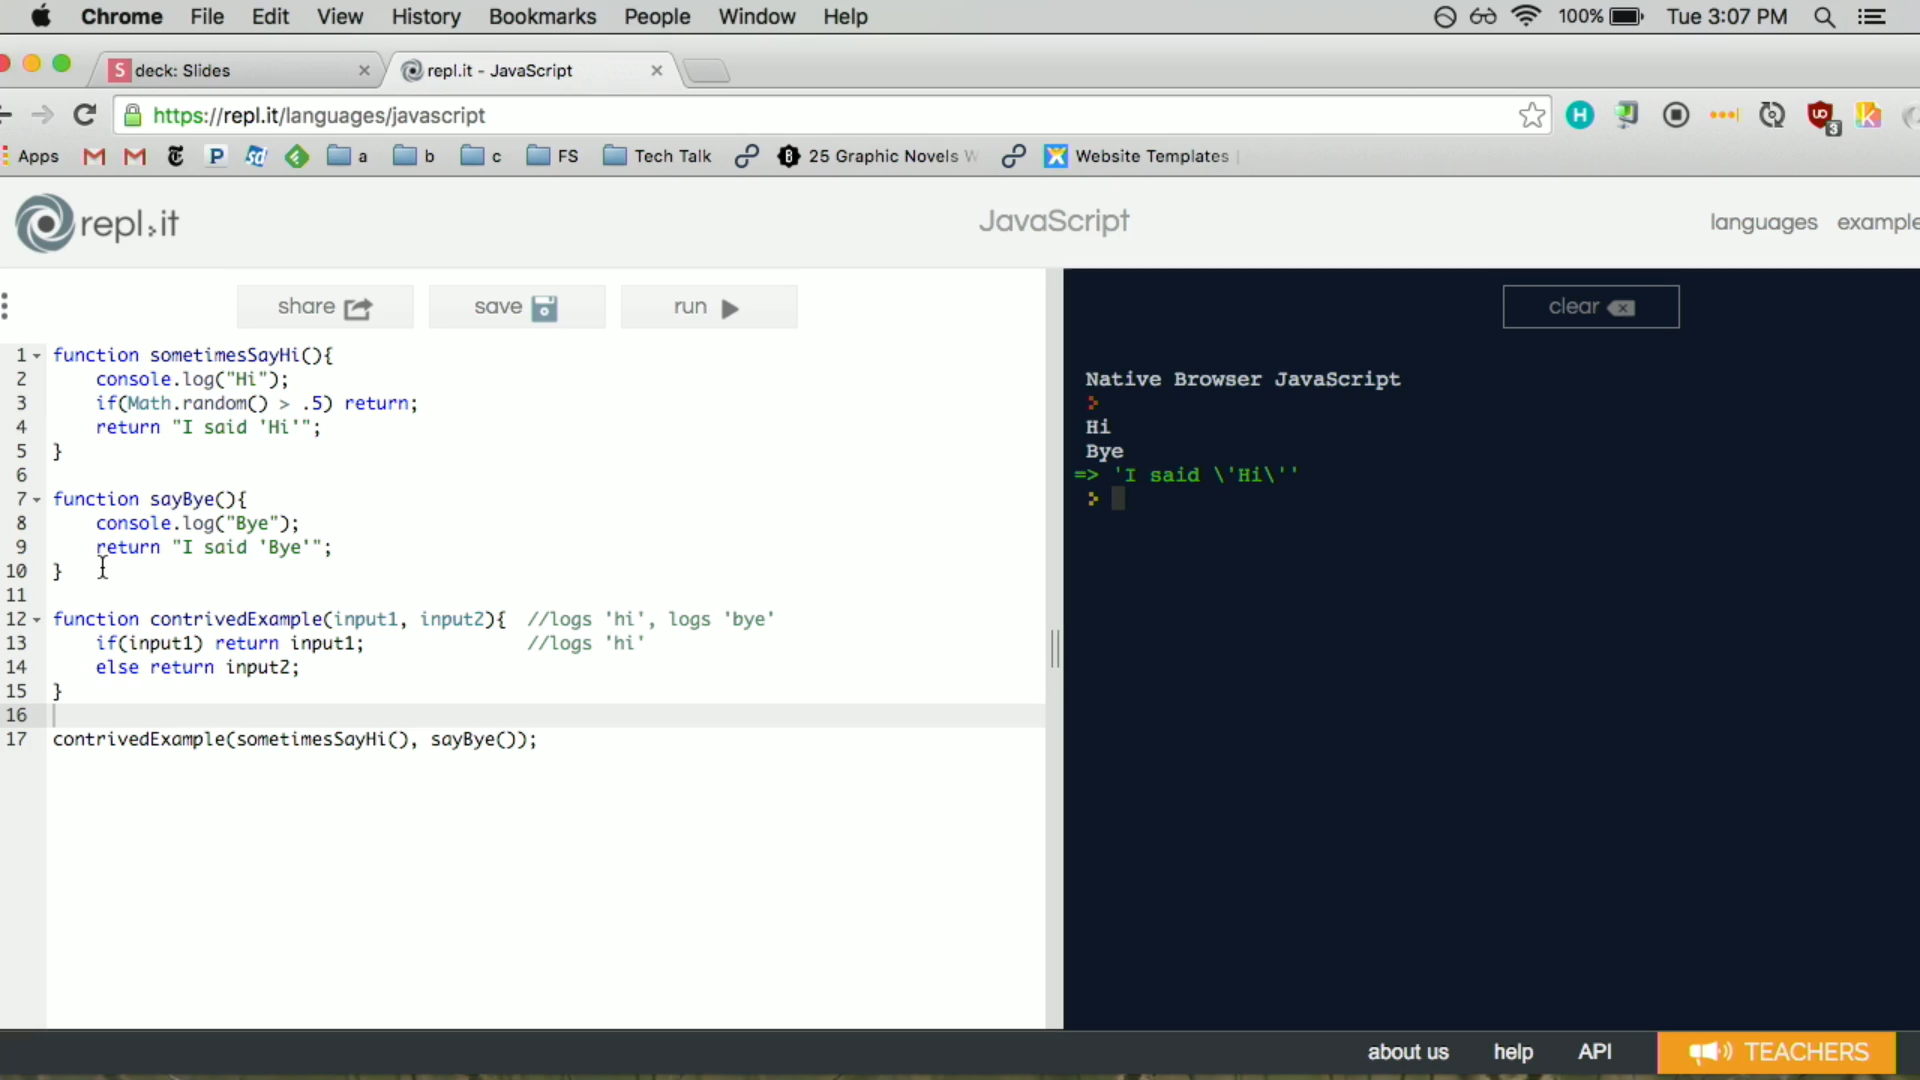 Chrome File Edit View History Bookmarks People Window Help 100% Tue 3:07 PM
deck: Slides repl.it - JavaScript
https://repl.it/languages/javascript
Apps a b c FS Tech Talk 25 Graphic Novels W Website Templates
repl.it JavaScript languages example
share save run clear
1 function sometimesSayHi(){
2 console.log("Hi");
3 if(Math.random() > .5) return;
4 return "I said 'Hi'";
5 }
6
7 function sayBye(){
8 console.log("Bye");
9 return "I said 'Bye'";
10 }
11
12 function contrivedExample(input1, input2){ //logs 'hi', logs 'bye'
13 if(input1) return input1; //logs 'hi'
14 else return input2;
15 }
16
17 contrivedExample(sometimesSayHi(), sayBye());
Native Browser JavaScript
Hi
Bye
=> 'I said \'Hi\''
about us help API TEACHERS